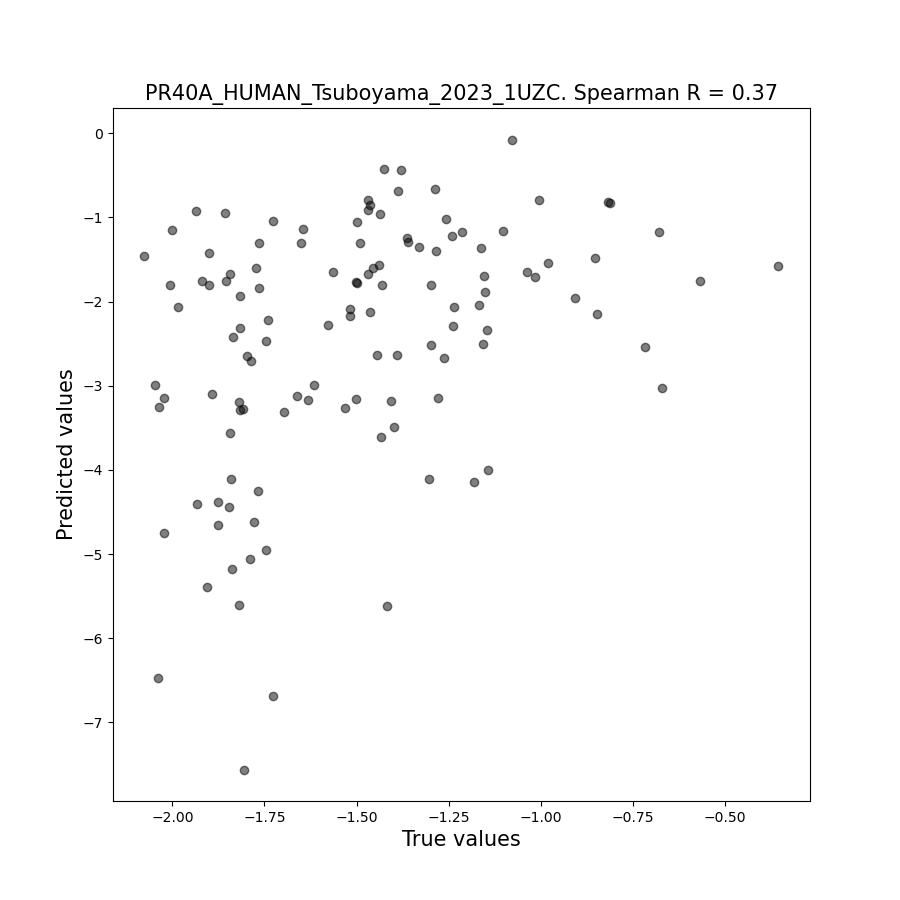 PR40A_HUMAN_Tsuboyama_2023_1UZC. Spearman R = 0.37
0
−1
−2
−3
−4
−5
−6
−7
Predicted values
−2.00 −1.75 −1.50 −1.25 −1.00 −0.75 −0.50
True values